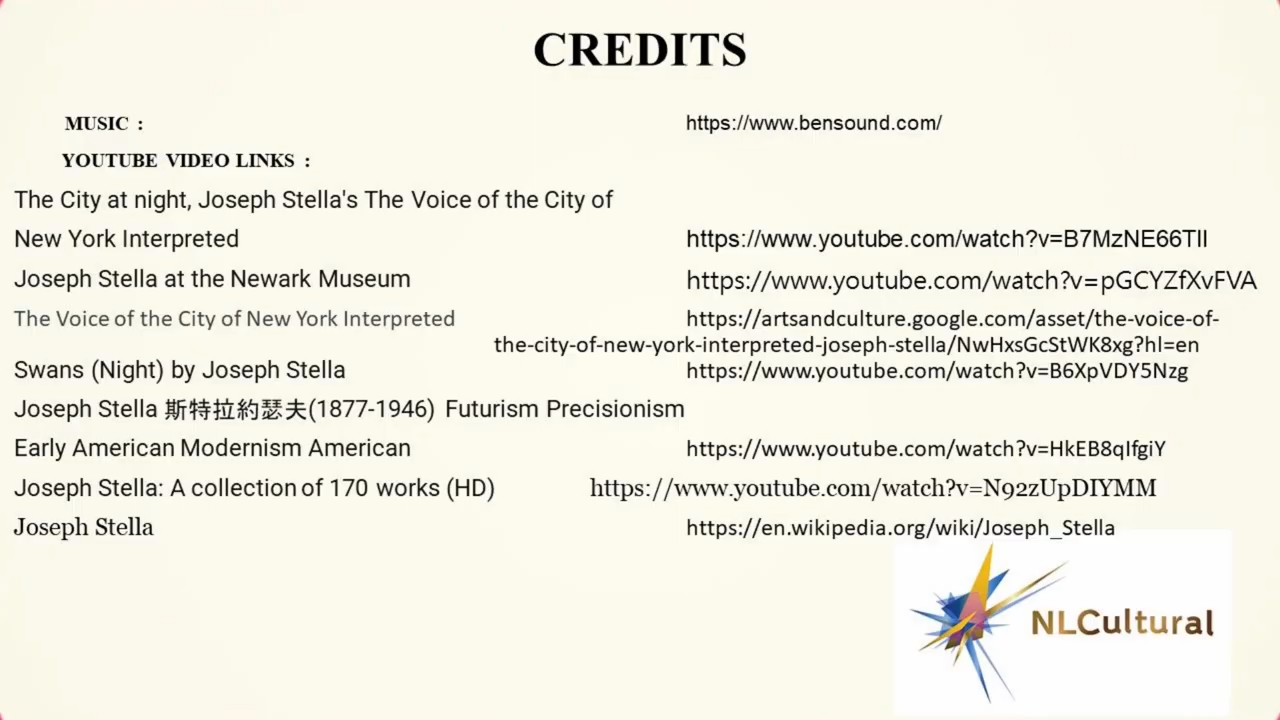 CREDITS
MUSIC : https://www.bensound.com/
YOUTUBE VIDEO LINKS :
The City at night, Joseph Stella's The Voice of the City of
New York Interpreted https://www.youtube.com/watch?v=B7MzNE66TlI
Joseph Stella at the Newark Museum https://www.youtube.com/watch?v=pGCYZfXvFVA
The Voice of the City of New York Interpreted https://artsandculture.google.com/asset/the-voice-of-
the-city-of-new-york-interpreted-joseph-stella/NwHxsGcStWK8xg?hl=en
Swans (Night) by Joseph Stella https://www.youtube.com/watch?v=B6XpVDY5Nzg
Joseph Stella 斯特拉約瑟夫(1877-1946) Futurism Precisionism
Early American Modernism American https://www.youtube.com/watch?v=HkEB8qIfgiY
Joseph Stella: A collection of 170 works (HD) https://www.youtube.com/watch?v=N92zUpDIYMM
Joseph Stella https://en.wikipedia.org/wiki/Joseph_Stella
NLCultural